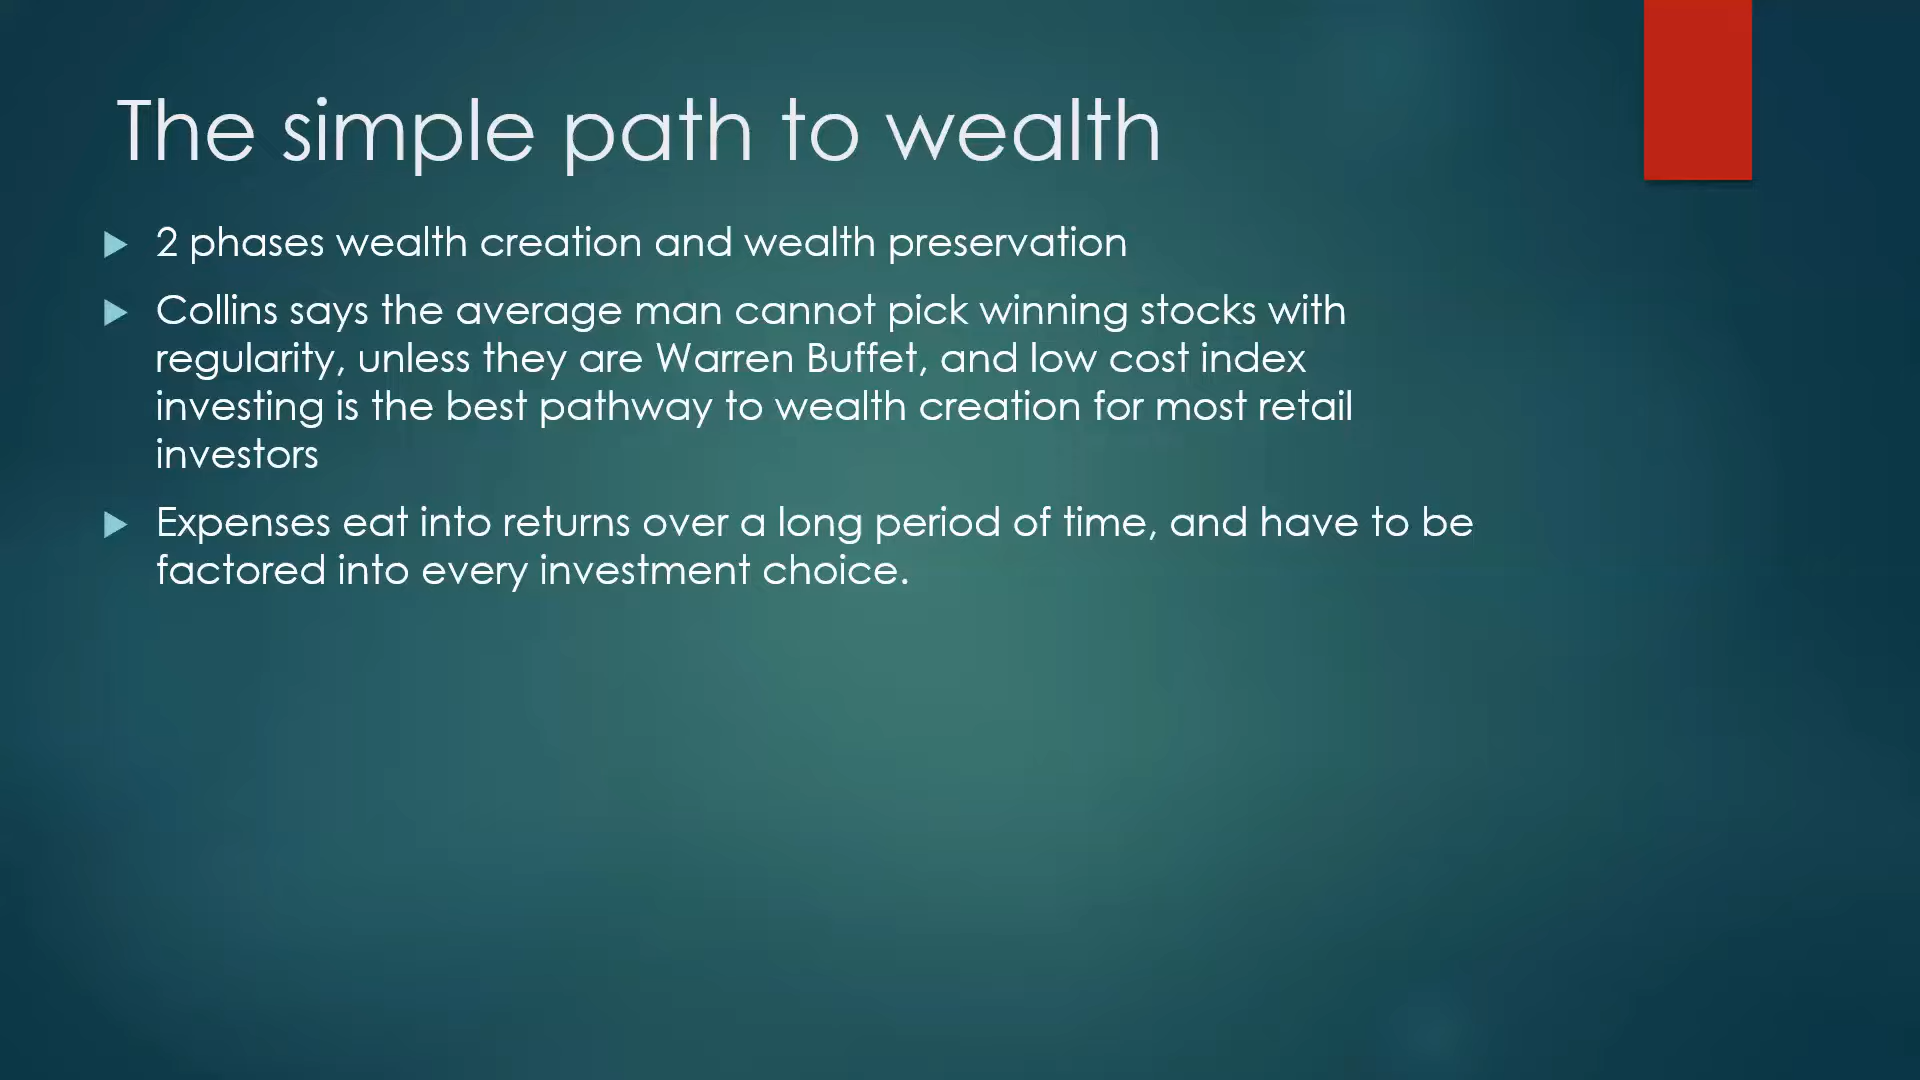 The simple path to wealth
2 phases wealth creation and wealth preservation
Collins says the average man cannot pick winning stocks with
regularity, unless they are Warren Buffet, and low cost index
investing is the best pathway to wealth creation for most retail
investors
Expenses eat into returns over a long period of time, and have to be
factored into every investment choice.